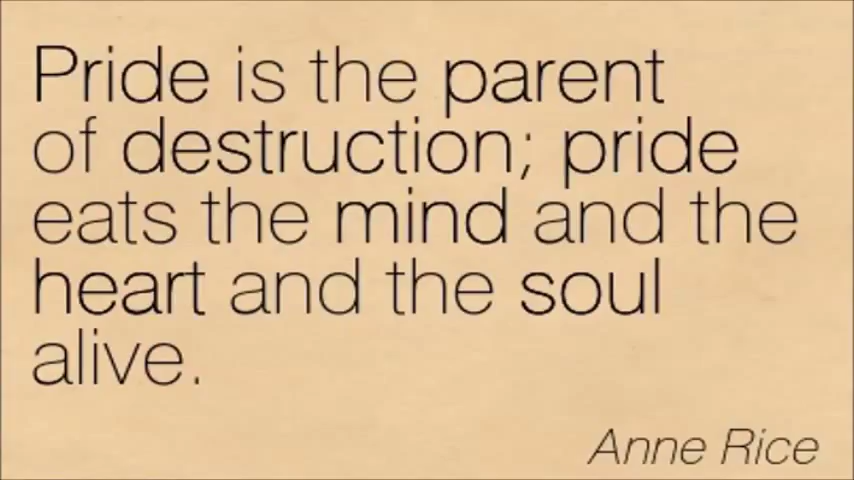 Pride is the parent
of destruction; pride
eats the mind and the
heart and the soul
alive.
Anne Rice